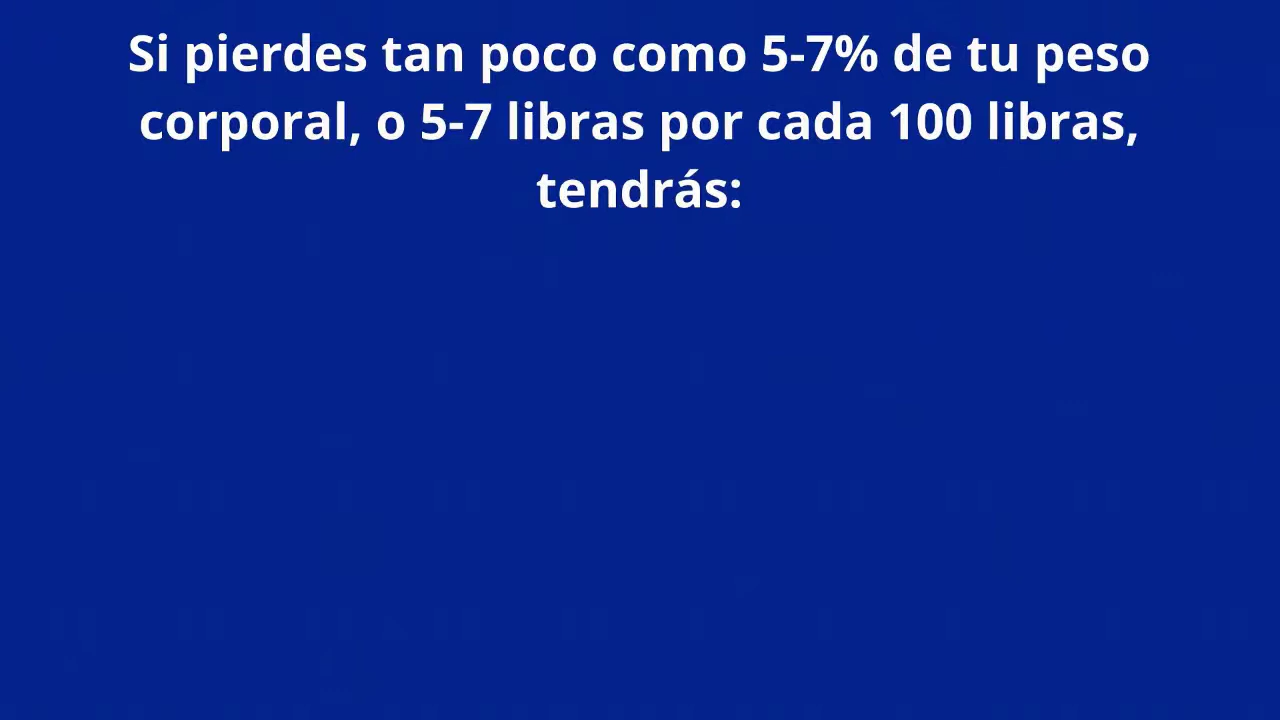 Si pierdes tan poco como 5-7% de tu peso
corporal, o 5-7 libras por cada 100 libras,
tendrás: